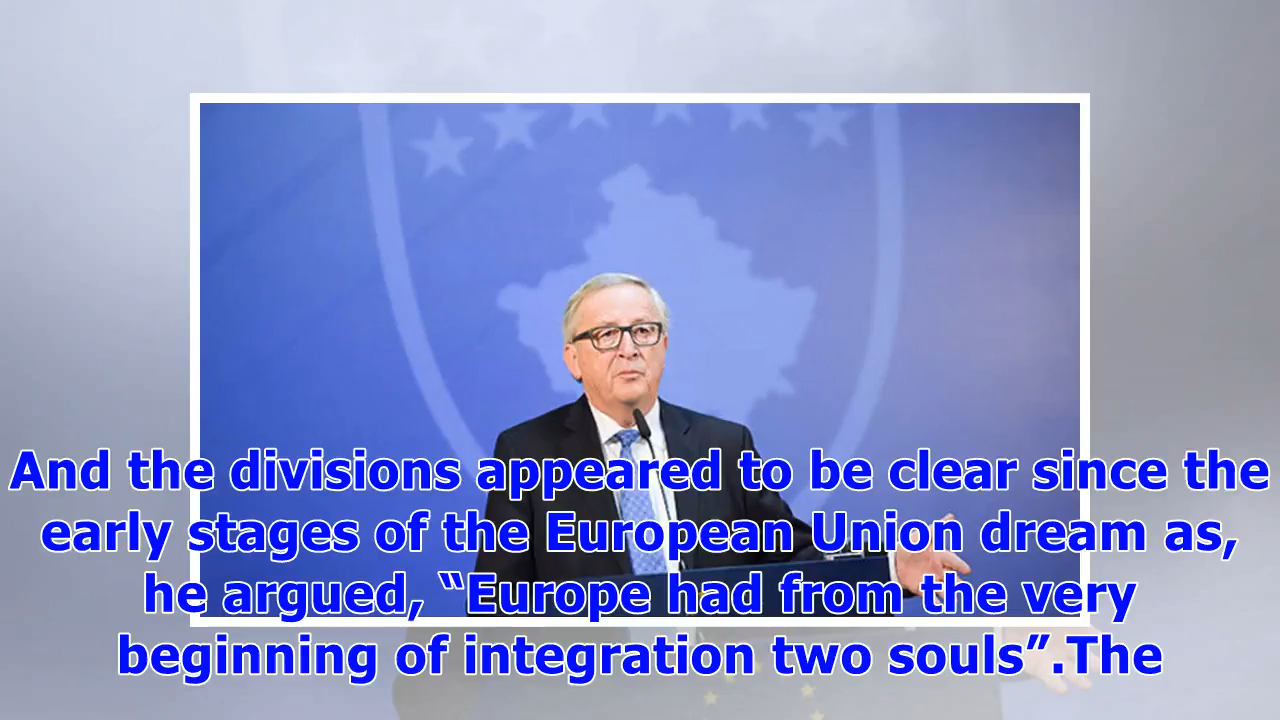 And the divisions appeared to be clear since the
early stages of the European Union dream as,
he argued, “Europe had from the very
beginning of integration two souls”.The